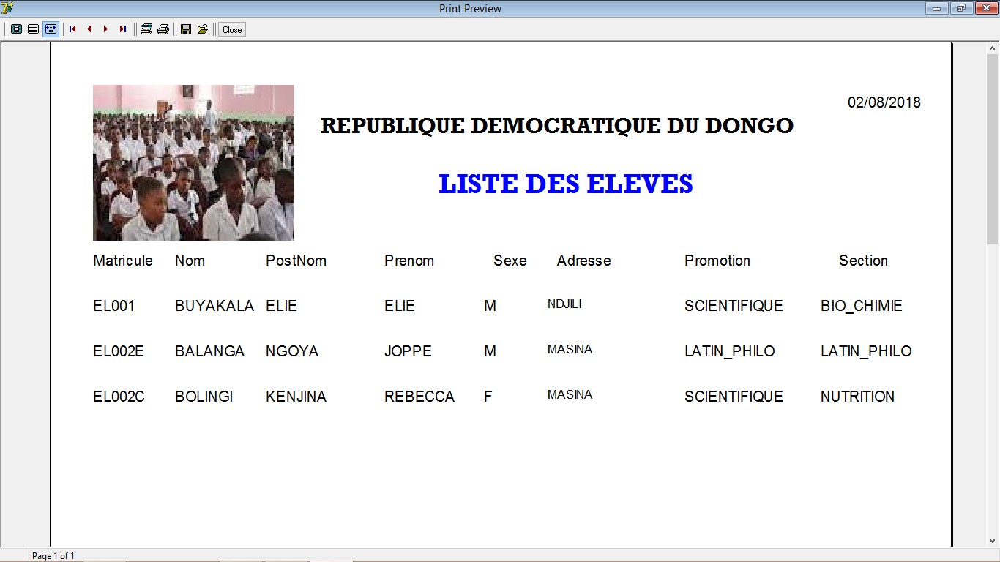 Print Preview
Close
02/08/2018
REPUBLIQUE DEMOCRATIQUE DU DONGO
LISTE DES ELEVES
Matricule Nom PostNom Prenom Sexe Adresse Promotion Section
EL001 BUYAKALA ELIE ELIE M NDJILI SCIENTIFIQUE BIO_CHIMIE
EL002E BALANGA NGOYA JOPPE M MASINA LATIN_PHILO LATIN_PHILO
EL002C BOLINGI KENJINA REBECCA F MASINA SCIENTIFIQUE NUTRITION
Page 1 of 1